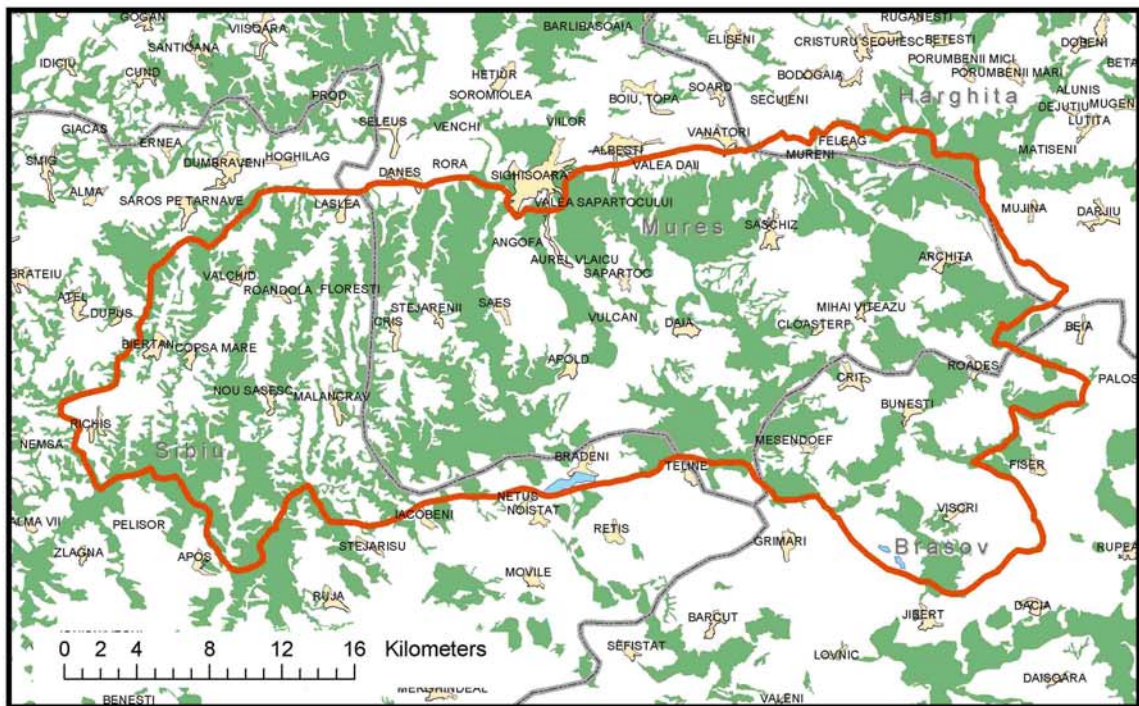 GOGAN
VIISOARA
BARLIBASOAIA
RUGANESTI
SANTIOANA
ELISENI
CRISTURU SECUIESC
BETESTI
DOBENI
IDICIU
CUND
HETIUR
BODOGAIA
PORUMBENII MICI
PORUMBENII MARI
BETA
PROD
SOROMIOLEA
BOIU, TOPA
SOARD
SECUIENI
Harghita
ALUNIS
DEJUTIU
MUGEN
GIACAS
SELEUS
VENCHI
VIILOR
LUTITA
ERNEA
VANATORI
FELEAG
SMIG
DUMBRAVENI
HOGHILAG
RORA
ALBESTI
VALEA DAII
MURENI
MATISENI
ALMA
DANES
SIGHISOARA
SAROS PE TARNAVE
LASLEA
VALEA SAPARTOCULUI
Mures
SASCHIZ
MUJINA
DARJIU
ANGOFA
AUREL VLAICU
ARCHITA
BRATEIU
VALCHID
SAPARTOC
ATEL
ROANDOLA
FLORESTI
DUPUS
STEJARENII
SAES
VULCAN
MIHAI VITEAZU
CRIS
DAIA
CLOASTERF
BEIA
BIERTAN
COPSA MARE
APOLD
ROADES
CRIT
PALOS
NOU SASESC
MALANCRAV
BUNESTI
RICHIS
MESENDOEF
NEMSA
Sibiu
BRADENI
TELINE
FISER
NETUS
NOISTAT
ALMA VII
PELISOR
IACOBENI
VISCRI
RETIS
ZLAGNA
APOS
STEJARISU
GRIMARI
Brasov
RUPEA
MOVILE
RUJA
DACIA
BARCUT
JIBERT
SEFISTAT
LOVNIC
0 2 4 8 12 16 Kilometers
DAISOARA
BENESTI
MERGHINDEAL
VALENI